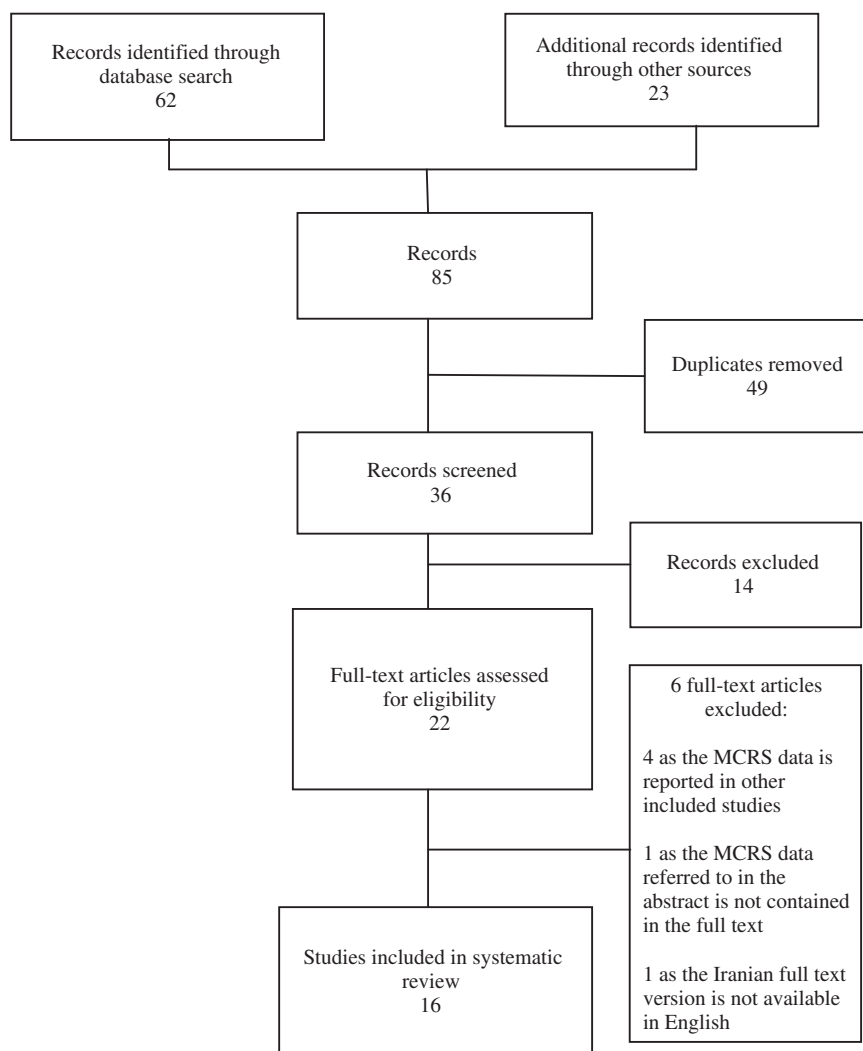 Records identified through
database search
62
Additional records identified
through other sources
23
Records
85
Duplicates removed
49
Records screened
36
Records excluded
14
Full-text articles assessed
for eligibility
22
6 full-text articles
excluded:
4 as the MCRS data is
reported in other
included studies
1 as the MCRS data
referred to in the
abstract is not contained
in the full text
1 as the Iranian full text
version is not available
in English
Studies included in systematic
review
16